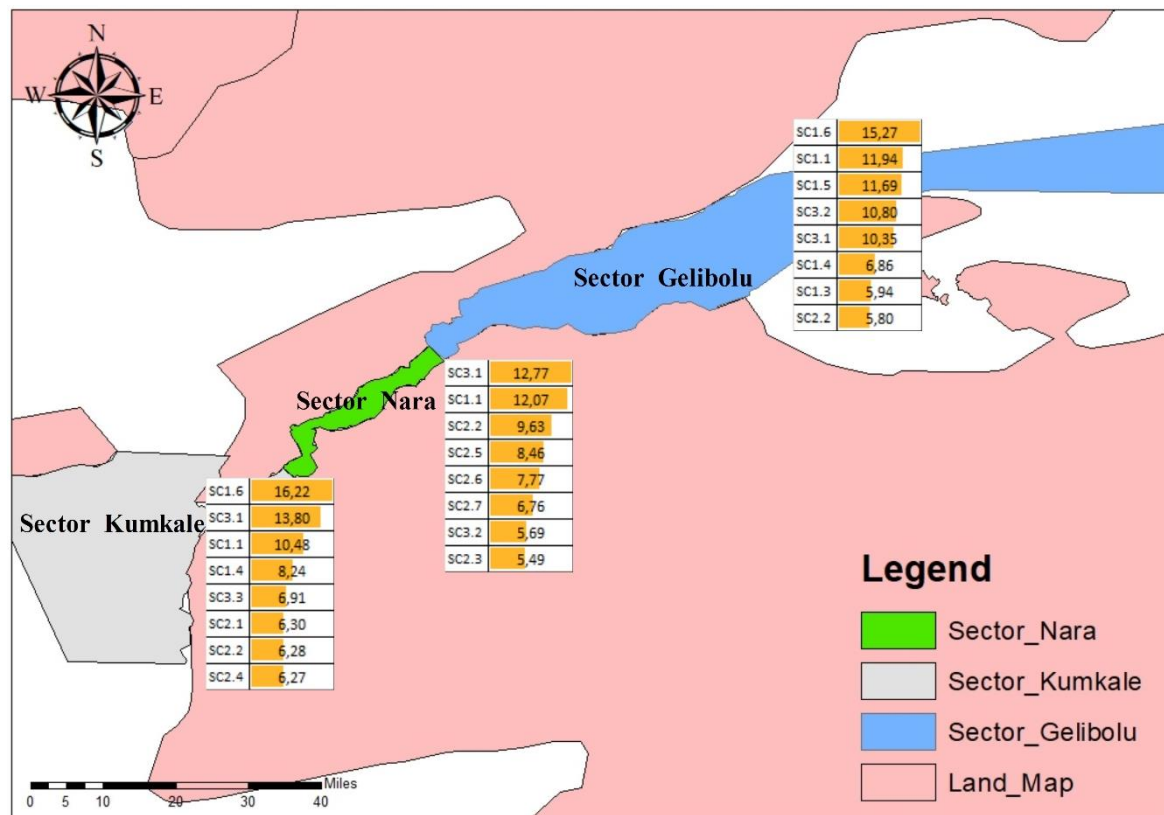 N
W E
S
SC1.6 15,27
SC1.1 11,94
SC1.5 11,69
SC3.2 10,80
SC3.1 10,35
SC1.4 6,86
SC1.3 5,94
SC2.2 5,80
Sector Gelibolu
Sector Nara
SC3.1 12,77
SC1.1 12,07
SC2.2 9,63
SC2.5 8,46
SC2.6 7,77
SC2.7 6,76
SC3.2 5,69
SC2.3 5,49
Sector Kumkale
SC1.6 16,22
SC3.1 13,80
SC1.1 10,48
SC1.4 8,24
SC3.3 6,91
SC2.1 6,30
SC2.2 6,28
SC2.4 6,27
Legend
Sector_Nara
Sector_Kumkale
Sector_Gelibolu
Land_Map
Miles
0 5 10 20 30 40